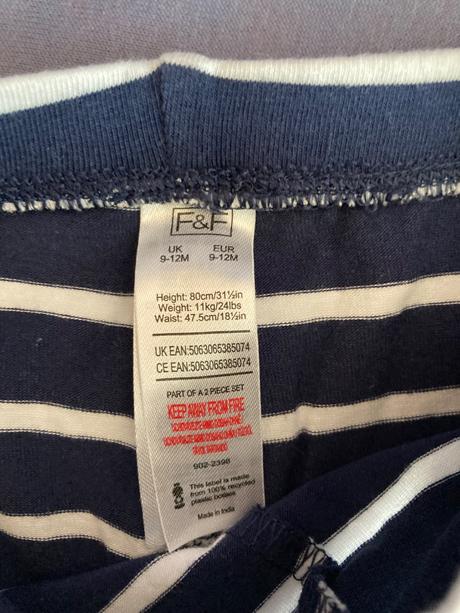 F&F
UK EUR
9-12M 9-12M
Height: 80cm/31½in
Weight: 11kg/24lbs
Waist: 47.5cm/18½in
UK EAN:5063065385074
CE EAN:5063065385074
PART OF A 2 PIECE SET
KEEP AWAY FROM FIRE
902-2398
This label is made
from 100% recycled
plastic bottles
Made in India